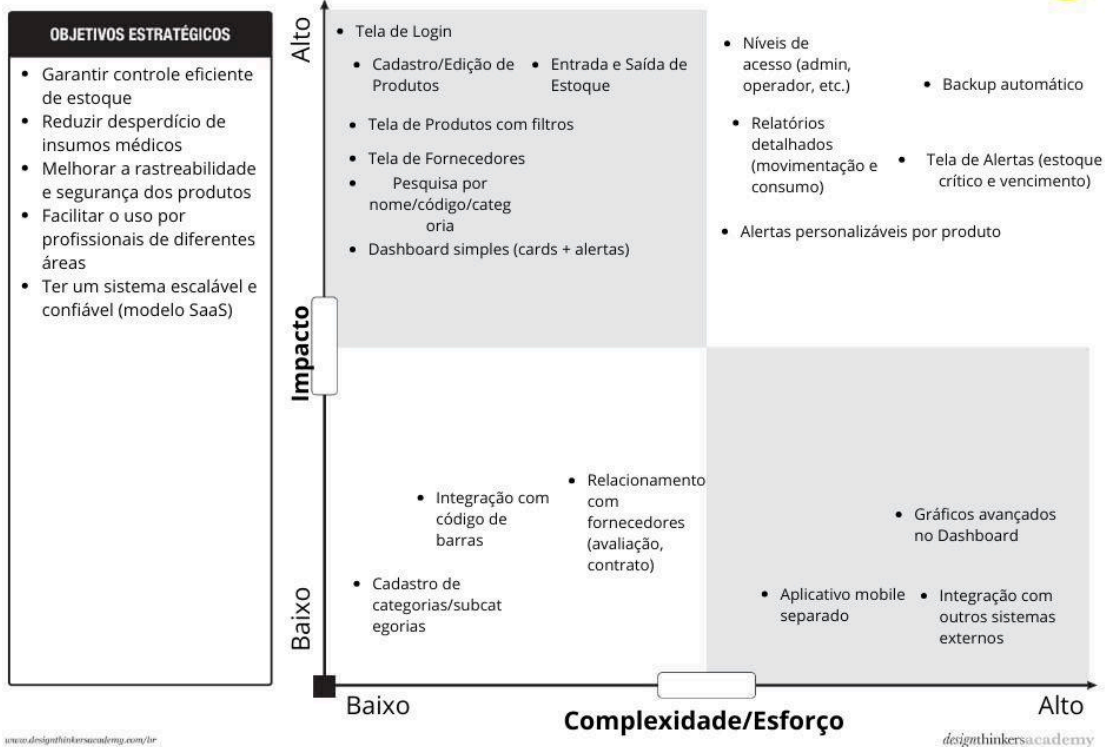 OBJETIVOS ESTRATÉGICOS
• Garantir controle eficiente
de estoque
• Reduzir desperdício de
insumos médicos
• Melhorar a rastreabilidade
e segurança dos produtos
• Facilitar o uso por
profissionais de diferentes
áreas
• Ter um sistema escalável e
confiável (modelo SaaS)
Impacto
Alto
Baixo
• Tela de Login
• Cadastro/Edição de
Produtos
• Entrada e Saída de
Estoque
• Tela de Produtos com filtros
• Tela de Fornecedores
• Pesquisa por
nome/código/categ
oria
• Dashboard simples (cards + alertas)
• Níveis de
acesso (admin,
operador, etc.)
• Backup automático
• Relatórios
detalhados
(movimentação e
consumo)
• Tela de Alertas (estoque
crítico e vencimento)
• Alertas personalizáveis por produto
• Integração com
código de
barras
• Relacionamento
com
fornecedores
(avaliação,
contrato)
• Cadastro de
categorias/subcat
egorias
• Gráficos avançados
no Dashboard
• Aplicativo mobile
separado
• Integração com
outros sistemas
externos
Baixo
Complexidade/Esforço
Alto
www.designthinkersacademy.com/br
designthinkersacademy